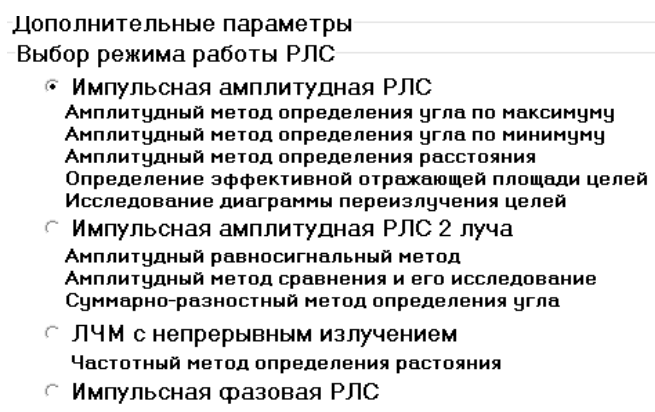 Дополнительные параметры
Выбор режима работы РЛС
Импульсная амплитудная РЛС
Амплитудный метод определения угла по максимуму
Амплитудный метод определения угла по минимуму
Амплитудный метод определения расстояния
Определение эффективной отражающей площади целей
Исследование диаграммы переизлучения целей
Импульсная амплитудная РЛС 2 луча
Амплитудный равносигнальный метод
Амплитудный метод сравнения и его исследование
Суммарно-разностный метод определения угла
ЛЧМ с непрерывным излучением
Частотный метод определения растояния
Импульсная фазовая РЛС